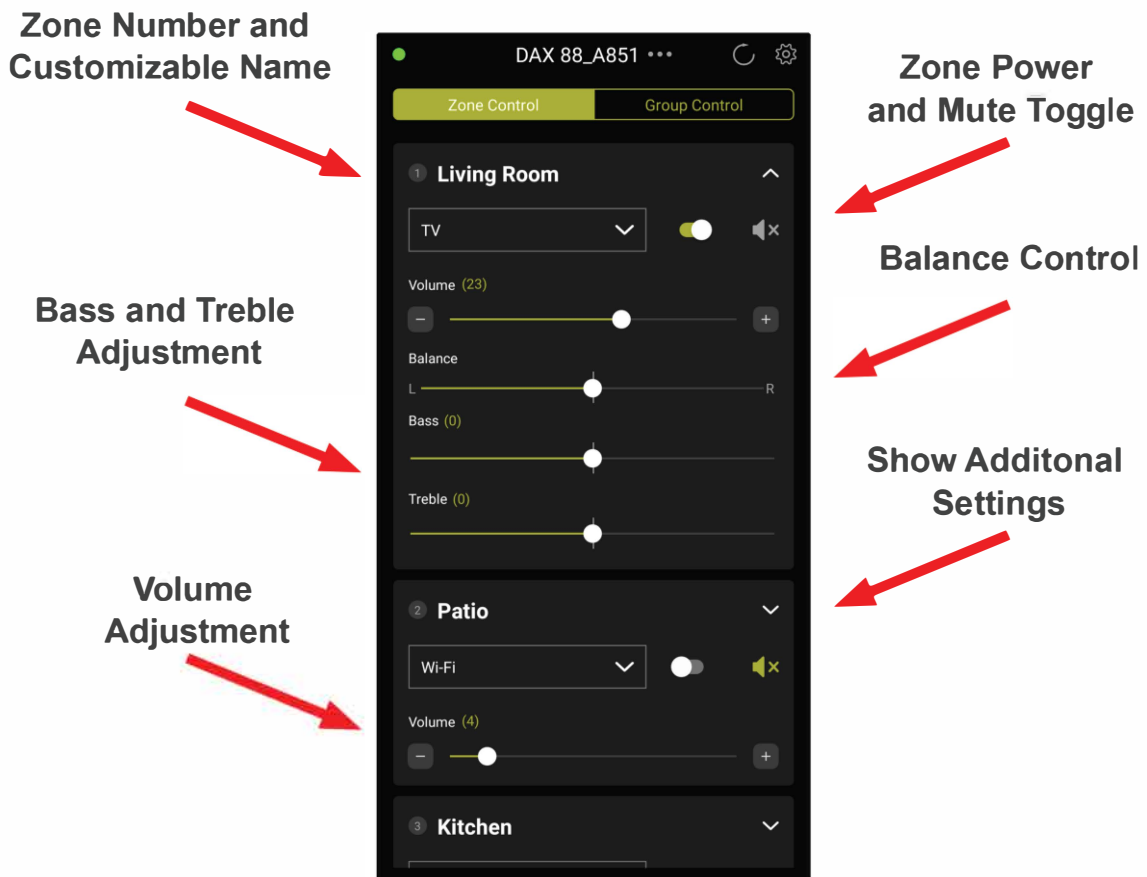 Zone Number and
Customizable Name
DAX 88_A851 •••
Zone Control
Group Control
Zone Power
and Mute Toggle
1 Living Room
TV
Volume (23)
- +
Balance Control
Bass and Treble
Adjustment
Balance
L R
Bass (0)
Treble (0)
Show Additonal
Settings
Volume
Adjustment
2 Patio
Wi-Fi
Volume (4)
- +
3 Kitchen